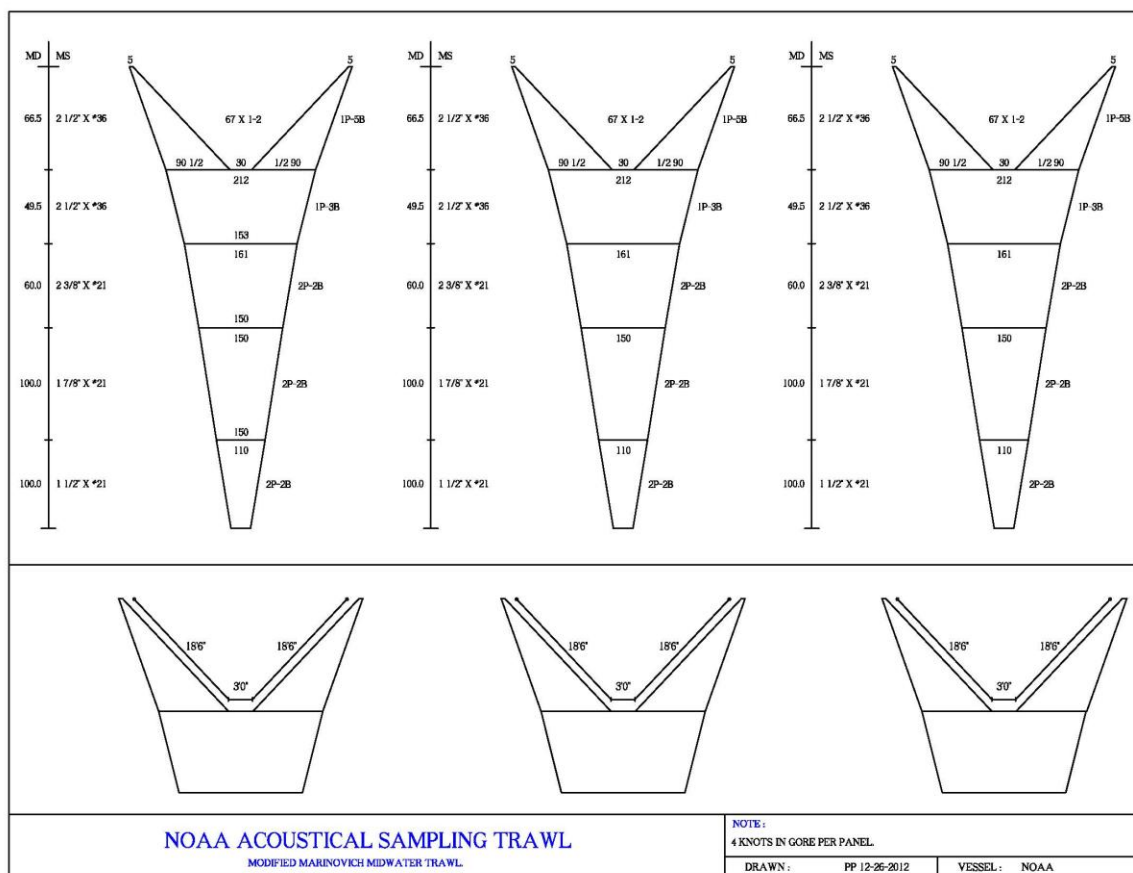 MD MS MD MS MD MS
5 5 5 5 5 5
66.5 2 1/2" X #36 67 X 1-2 1P-5B 66.5 2 1/2" X #36 67 X 1-2 1P-5B 66.5 2 1/2" X #36 67 X 1-2 1P-5B
90 1/2 30 1/2 90 90 1/2 30 1/2 90 90 1/2 30 1/2 90
212 212 212
49.5 2 1/2" X #36 1P-3B 49.5 2 1/2" X #36 1P-3B 49.5 2 1/2" X #36 1P-3B
153
161 161 161
60.0 2 3/8" X #21 2P-2B 60.0 2 3/8" X #21 2P-2B 60.0 2 3/8" X #21 2P-2B
150
150 150 150
100.0 1 7/8" X #21 2P-2B 100.0 1 7/8" X #21 2P-2B 100.0 1 7/8" X #21 2P-2B
150
110 110 110
100.0 1 1/2" X #21 2P-2B 100.0 1 1/2" X #21 2P-2B 100.0 1 1/2" X #21 2P-2B
18'6" 18'6" 18'6" 18'6" 18'6" 18'6"
3'0" 3'0" 3'0"
NOAA ACOUSTICAL SAMPLING TRAWL
MODIFIED MARINOVICH MIDWATER TRAWL.
NOTE :
4 KNOTS IN GORE PER PANEL.
DRAWN : PP 12-26-2012 VESSEL : NOAA